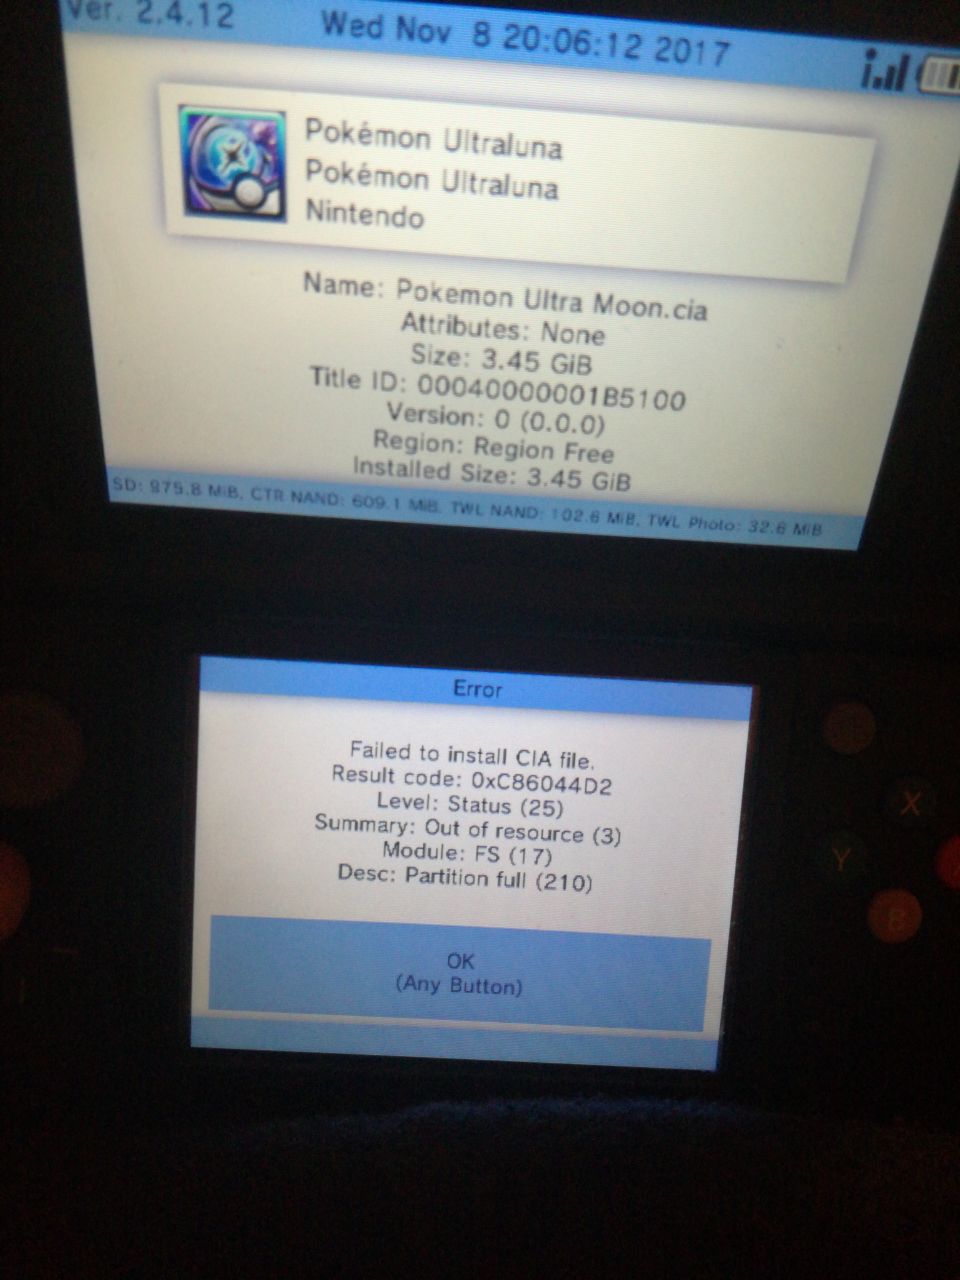 Ver. 2.4.12
Wed Nov 8 20:06:12 2017
Pokémon Ultraluna
Pokémon Ultraluna
Nintendo
Name: Pokemon Ultra Moon.cia
Attributes: None
Size: 3.45 GiB
Title ID: 00040000001B5100
Version: 0 (0.0.0)
Region: Region Free
Installed Size: 3.45 GiB
SD: 975.8 MiB, CTR NAND: 609.1 MiB, TWL NAND: 102.6 MiB, TWL Photo: 32.6 MiB
Error
Failed to install CIA file.
Result code: 0xC86044D2
Level: Status (25)
Summary: Out of resource (3)
Module: FS (17)
Desc: Partition full (210)
OK
(Any Button)
X
Y
B